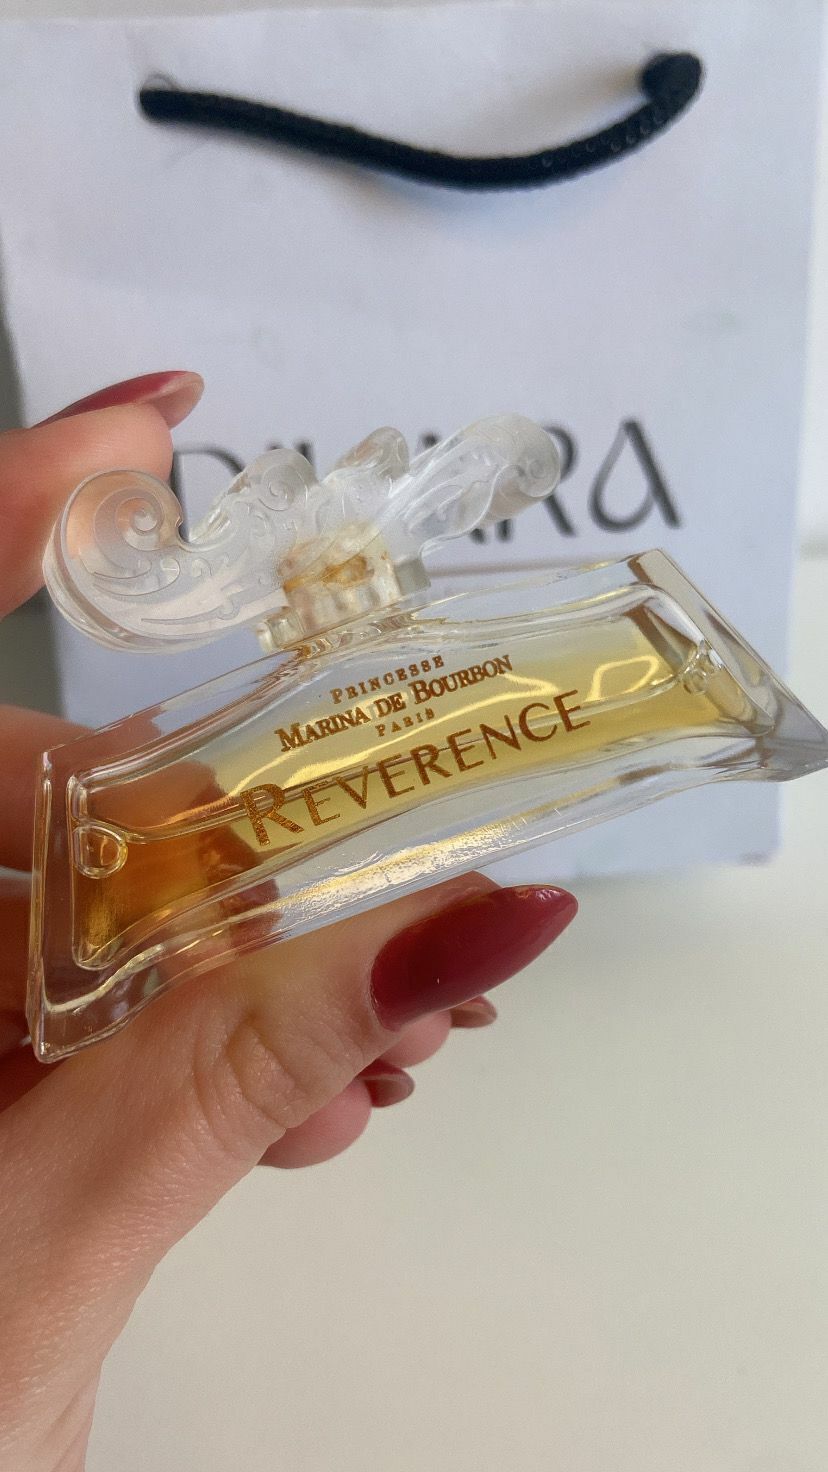 PRINCESSE
MARINA DE BOURBON
PARIS
REVERENCE